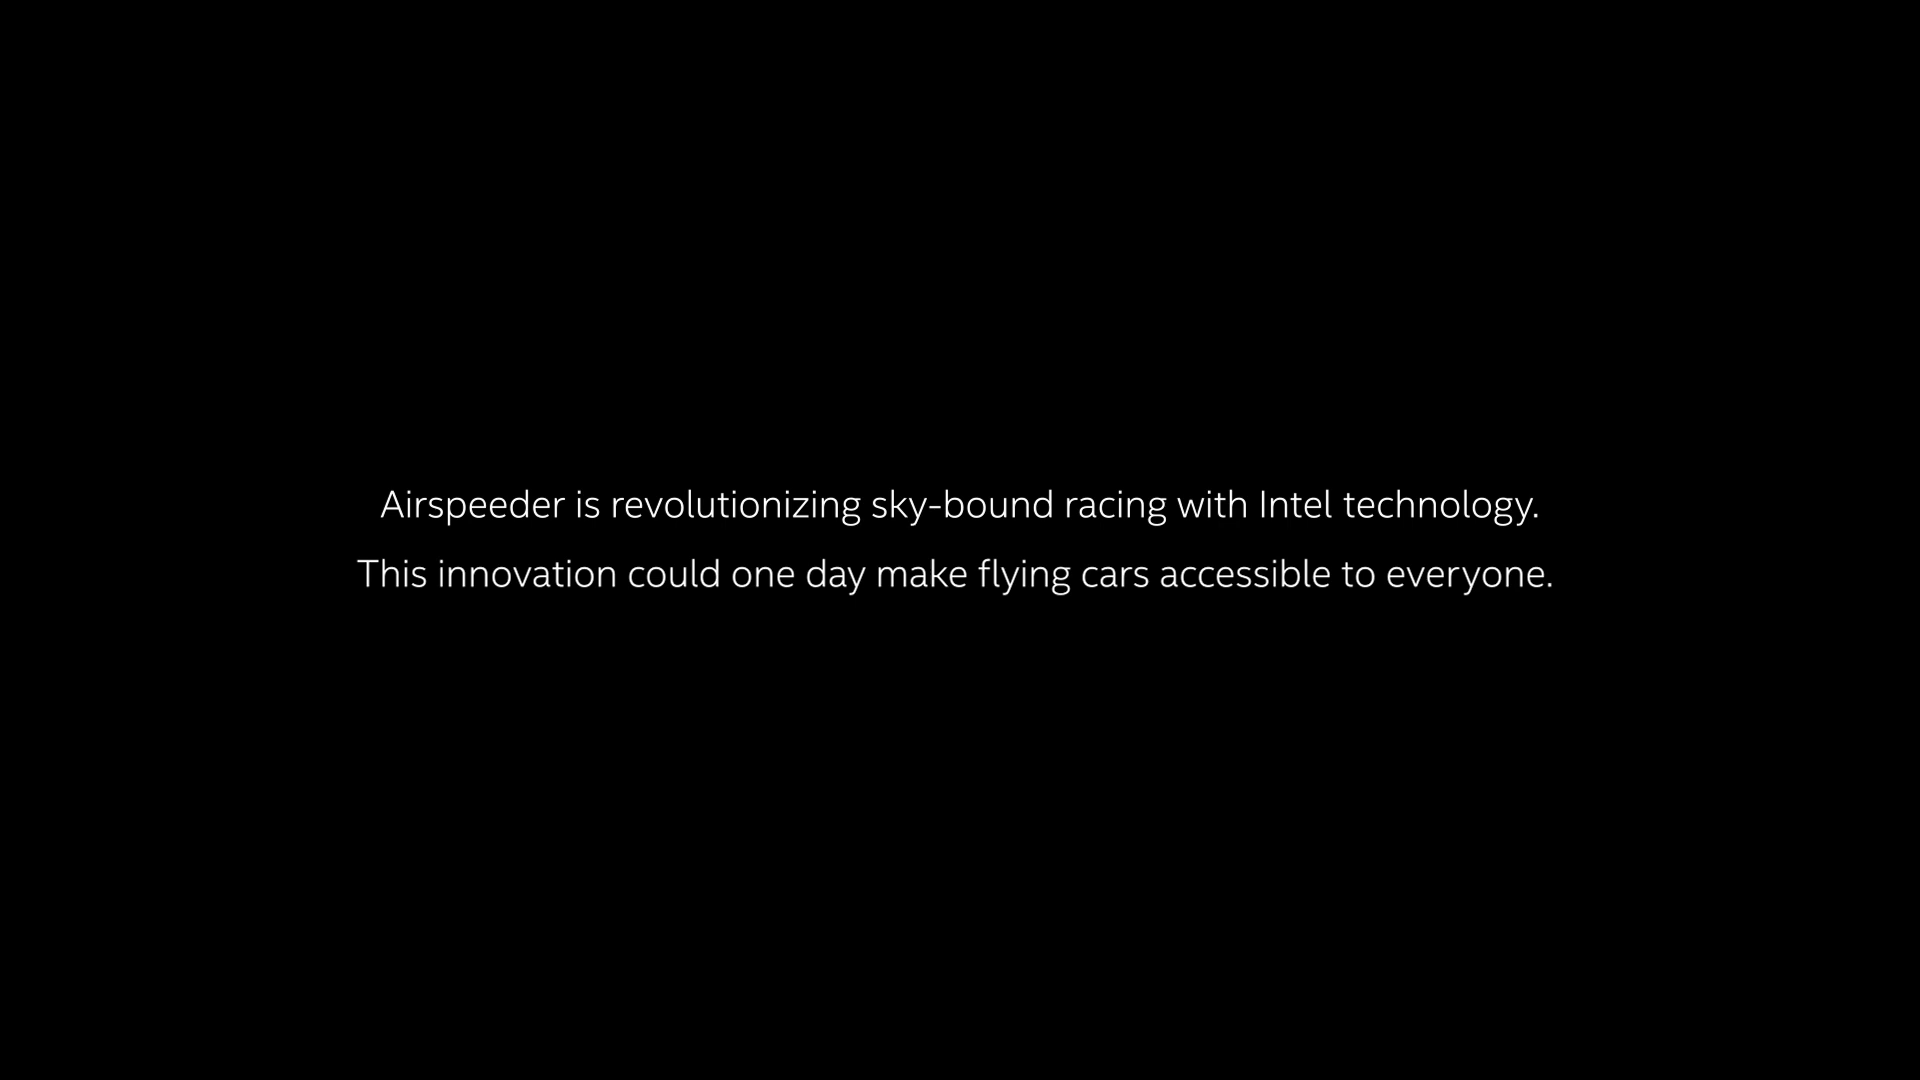 Airspeeder is revolutionizing sky-bound racing with Intel technology.
This innovation could one day make flying cars accessible to everyone.